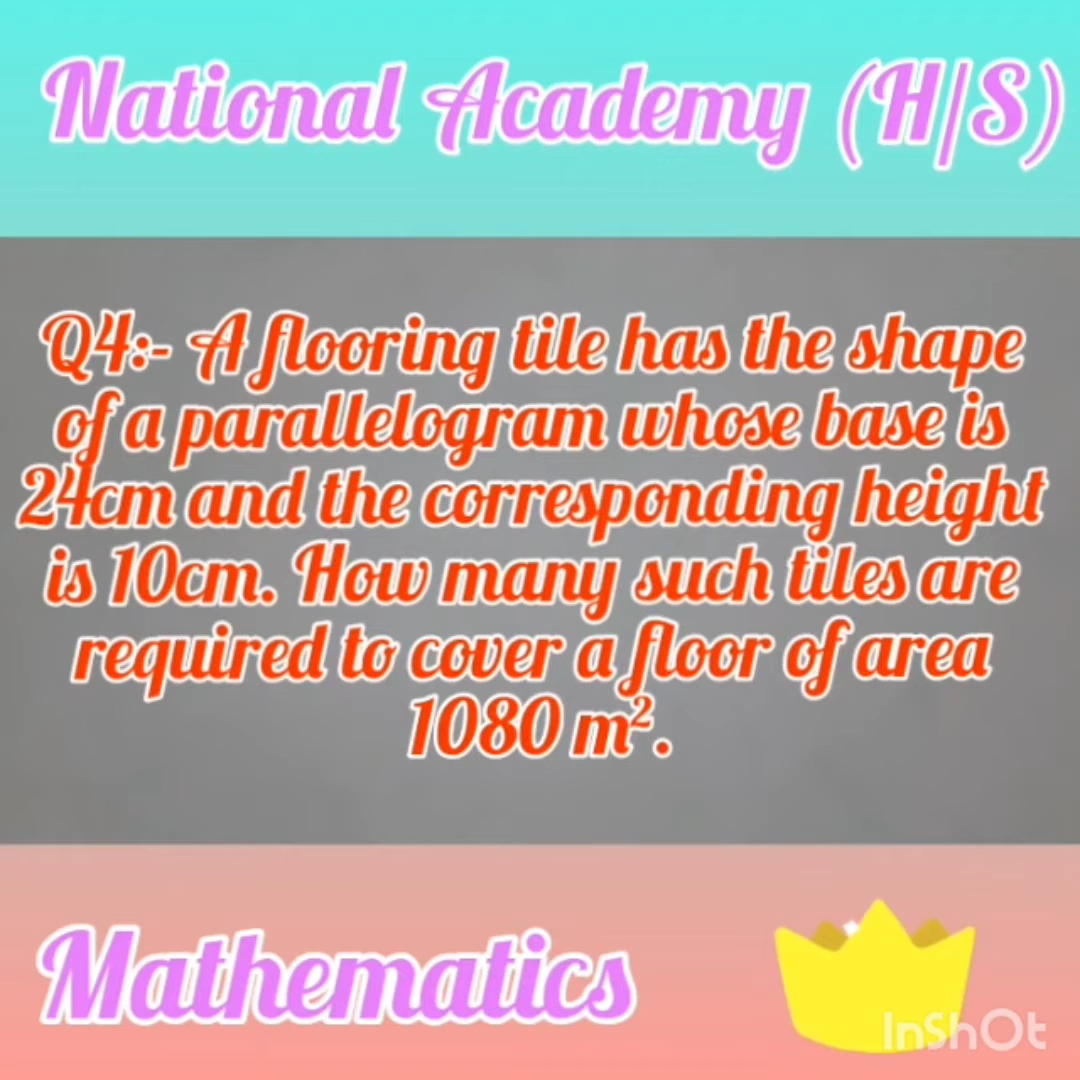 National Academy (H/S)
Q4:- A flooring tile has the shape
of a parallelogram whose base is
24cm and the corresponding height
is 10cm. How many such tiles are
required to cover a floor of area
1080 m².
Mathematics
InShOt